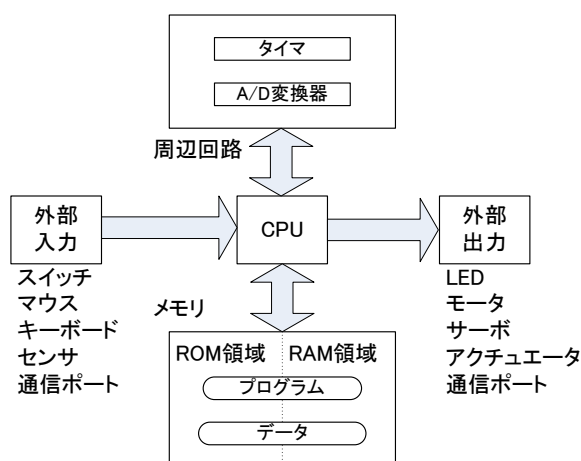 タイマ
A/D変換器
周辺回路
外部
入力
CPU
外部
出力
スイッチ
マウス
キーボード
センサ
通信ポート
LED
モータ
サーボ
アクチュエータ
通信ポート
メモリ
ROM領域 RAM領域
プログラム
データ